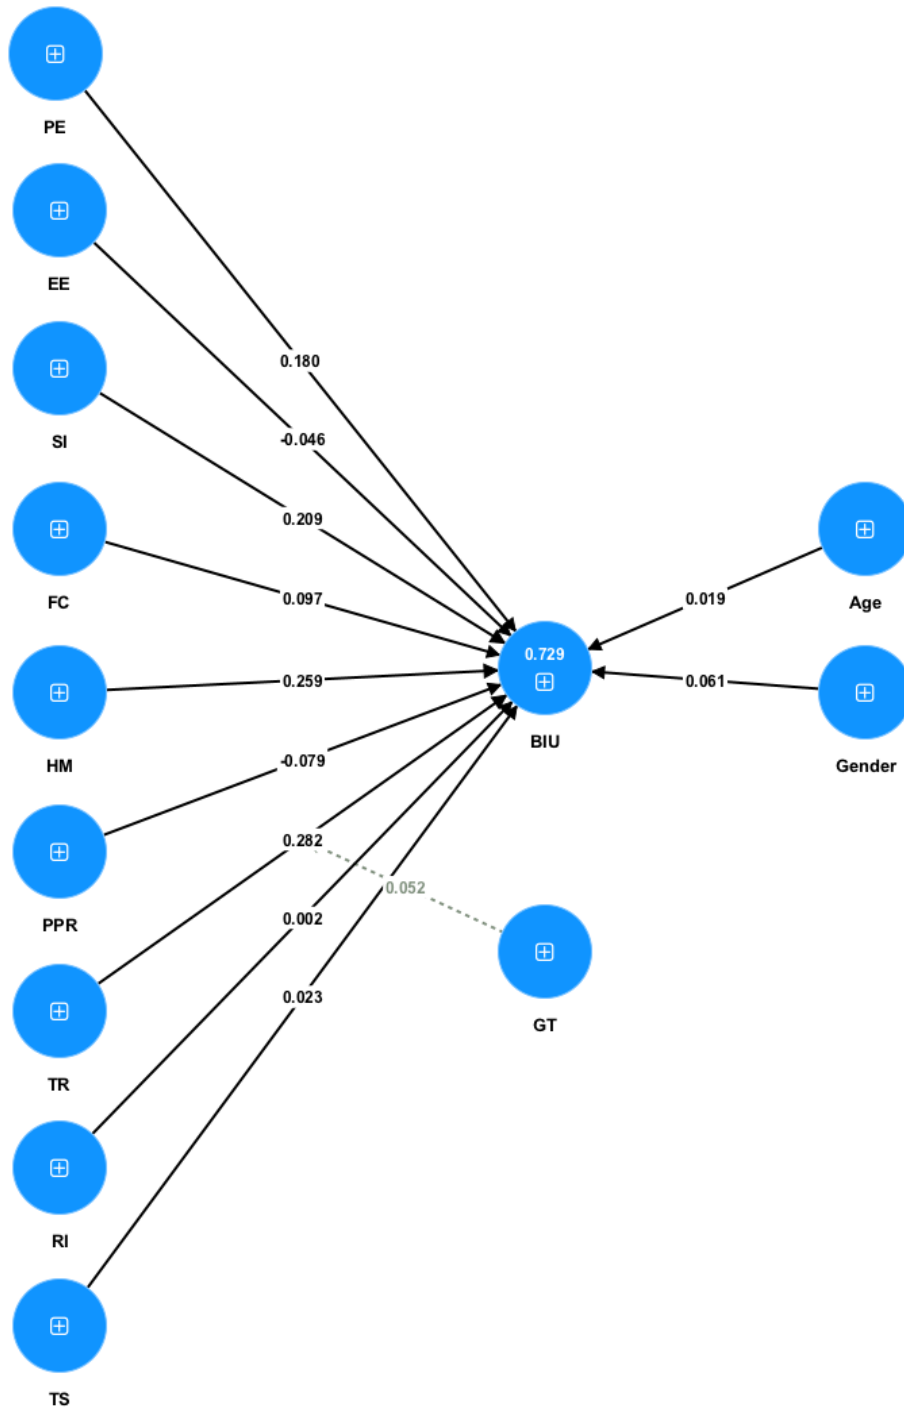 PE
EE
0.180
-0.046
SI
0.209
FC
0.097
Age
0.019
0.729
BIU
HM
0.259
Gender
0.061
-0.079
PPR
0.282
0.052
0.002
GT
TR
0.023
RI
TS